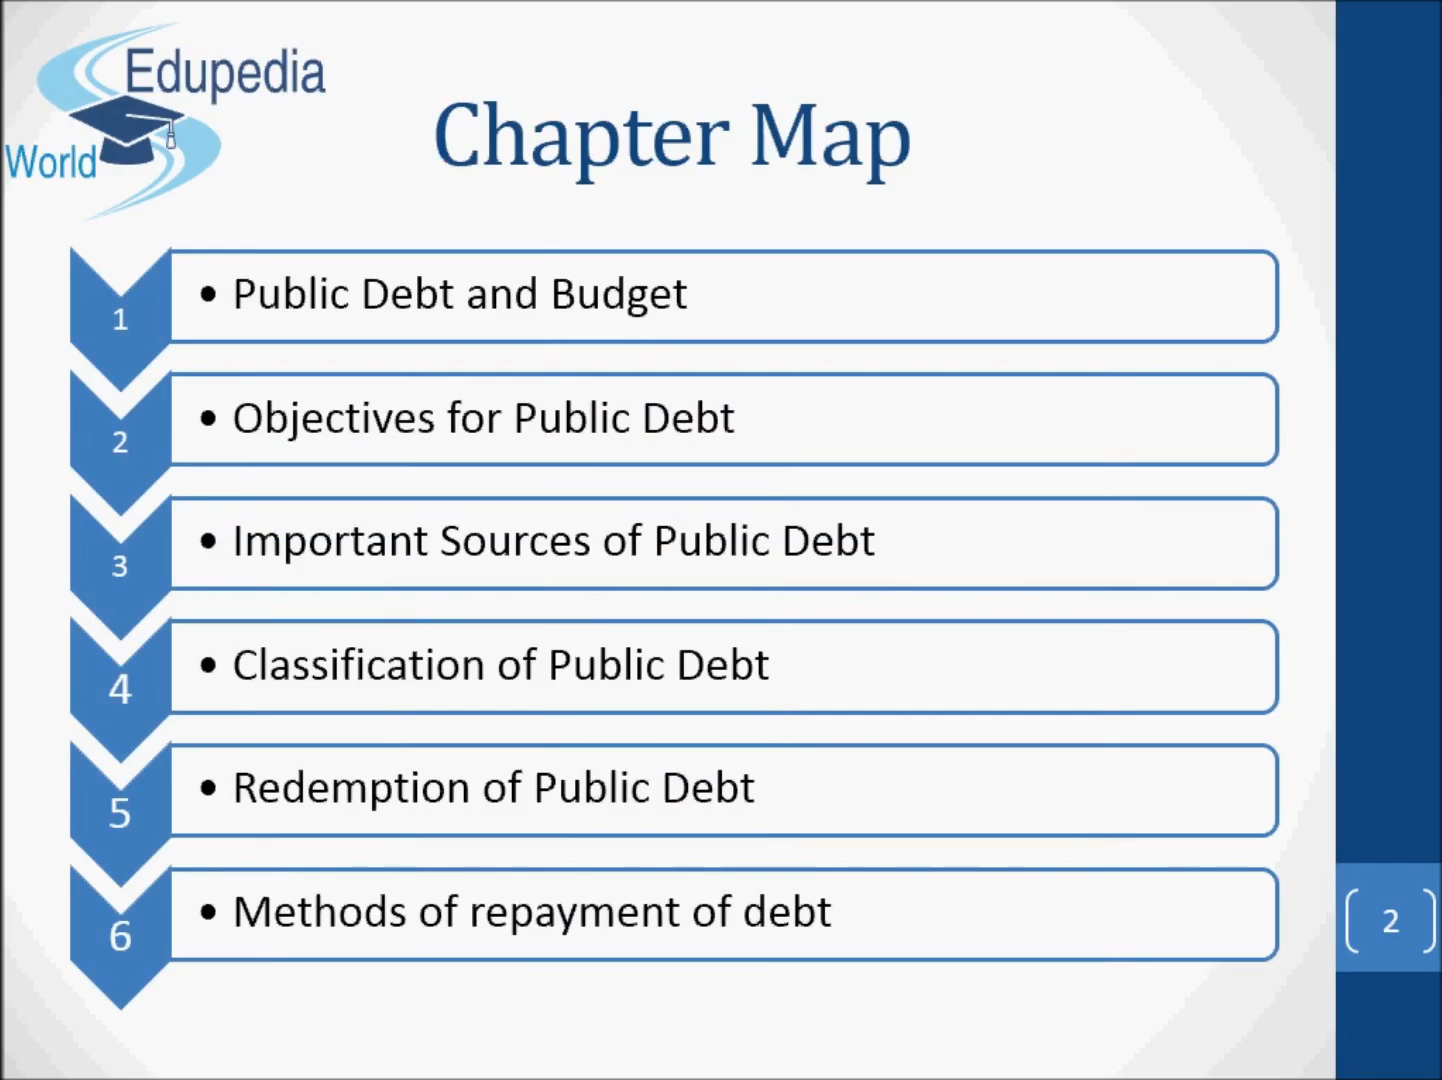 Edupedia
World
Chapter Map
1
• Public Debt and Budget
2
• Objectives for Public Debt
3
• Important Sources of Public Debt
4
• Classification of Public Debt
5
• Redemption of Public Debt
6
• Methods of repayment of debt
2